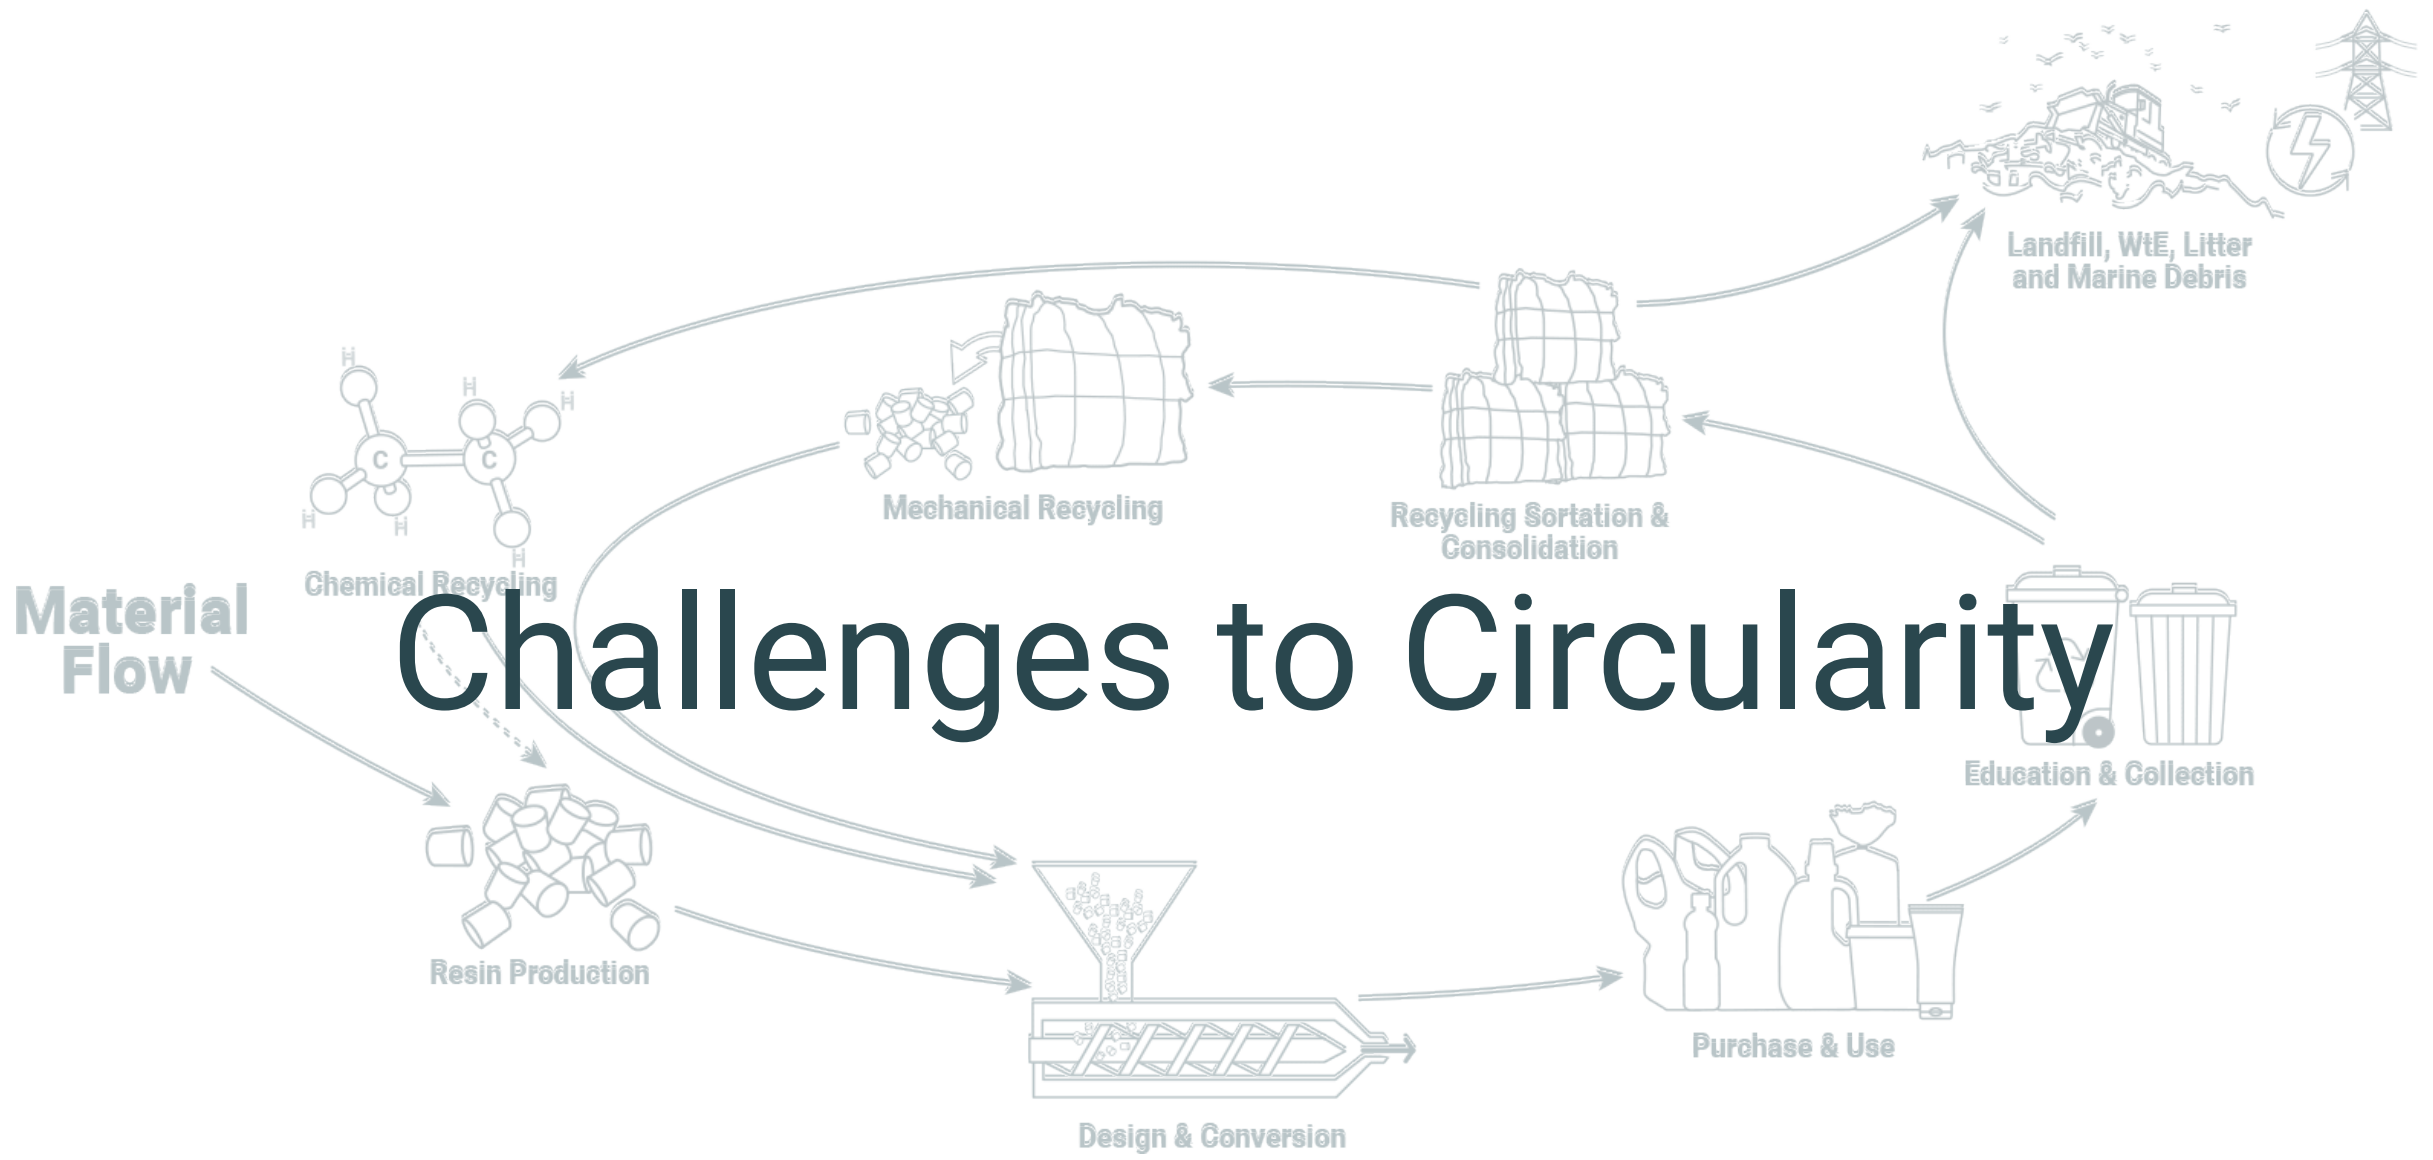 Challenges to Circularity
Material
Flow
Resin Production
Design & Conversion
Purchase & Use
Education & Collection
Recycling Sortation &
Consolidation
Mechanical Recycling
Chemical Recycling
H
H
H
C
C
H
H
H
Landfill, WtE, Litter
and Marine Debris